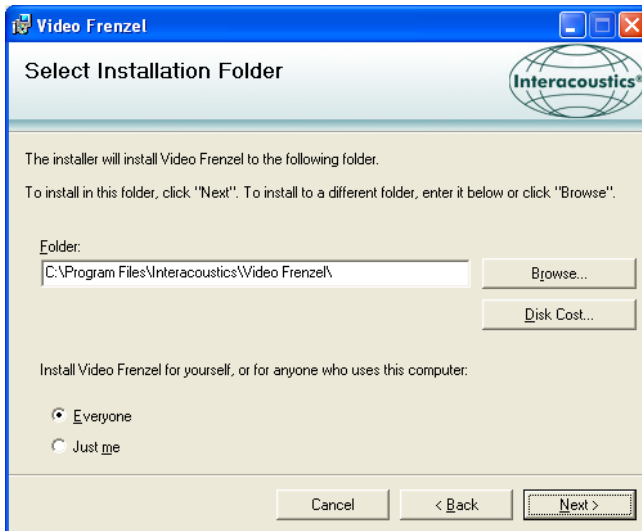 Video Frenzel
Select Installation Folder
Interacoustics®
The installer will install Video Frenzel to the following folder.
To install in this folder, click "Next". To install to a different folder, enter it below or click "Browse".
Folder:
C:\Program Files\Interacoustics\Video Frenzel\
Browse...
Disk Cost...
Install Video Frenzel for yourself, or for anyone who uses this computer:
Everyone
Just me
Cancel
< Back
Next >